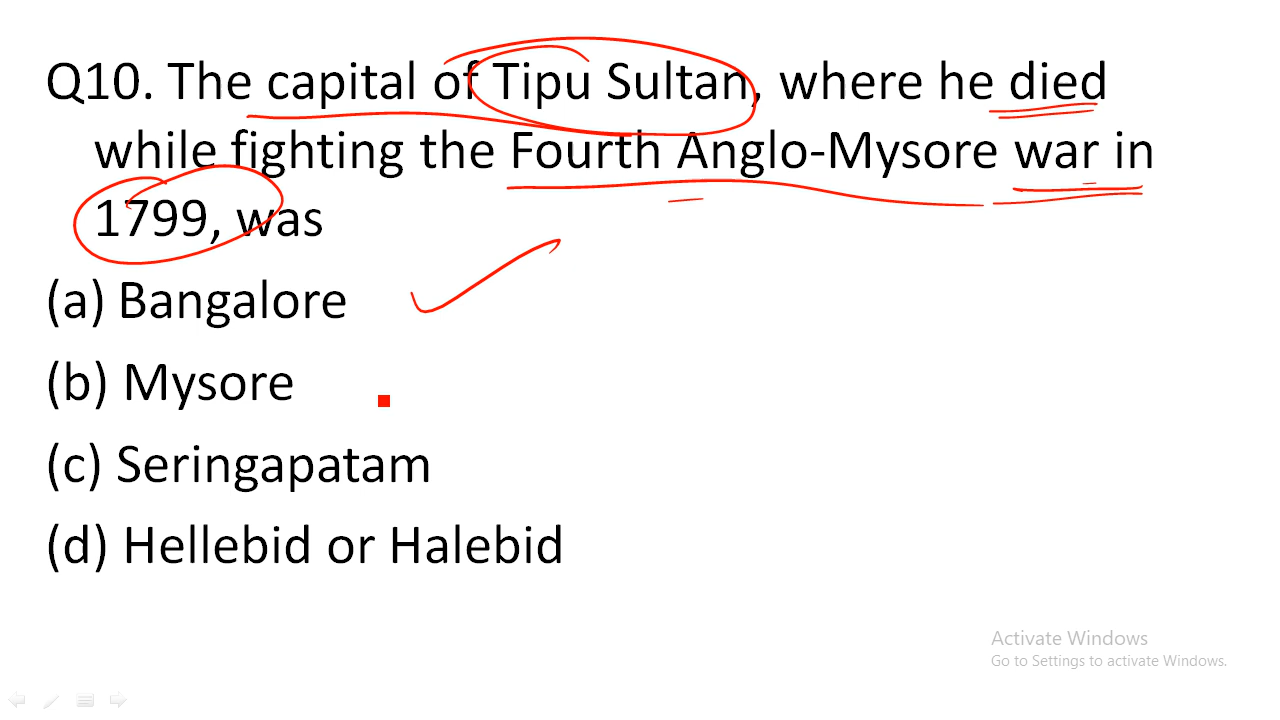 Q10. The capital of Tipu Sultan, where he died
while fighting the Fourth Anglo-Mysore war in
1799, was
(a) Bangalore
(b) Mysore
(c) Seringapatam
(d) Hellebid or Halebid
Activate Windows
Go to Settings to activate Windows.